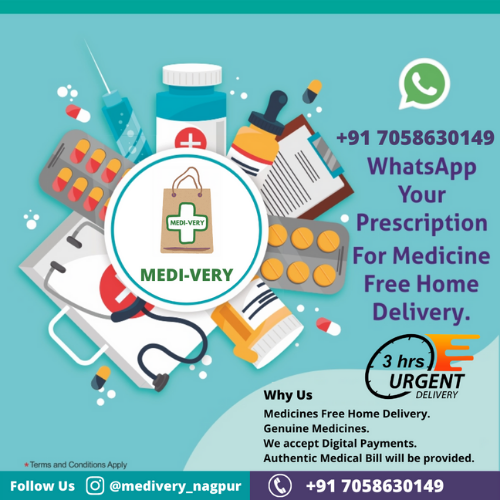 +91 7058630149
WhatsApp
Your
Prescription
For Medicine
Free Home
Delivery.
MEDI-VERY
MEDI-VERY
3 hrs
URGENT
DELIVERY
Why Us
Medicines Free Home Delivery.
Genuine Medicines.
We accept Digital Payments.
Authentic Medical Bill will be provided.
*Terms and Conditions Apply
Follow Us @medivery_nagpur +91 7058630149